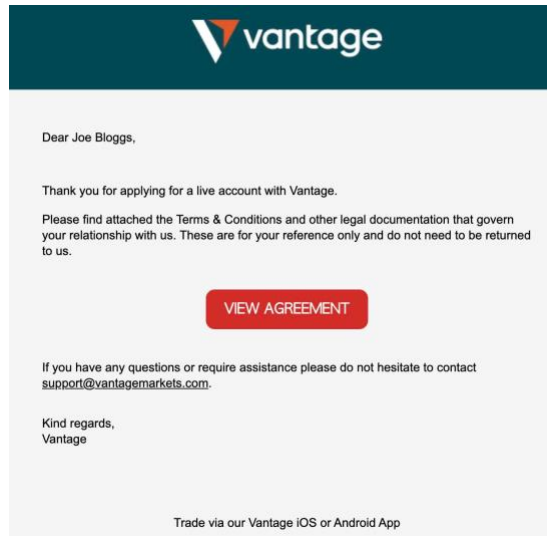 vantage
Dear Joe Bloggs,
Thank you for applying for a live account with Vantage.
Please find attached the Terms & Conditions and other legal documentation that govern
your relationship with us. These are for your reference only and do not need to be returned
to us.
VIEW AGREEMENT
If you have any questions or require assistance please do not hesitate to contact
support@vantagemarkets.com.
Kind regards,
Vantage
Trade via our Vantage iOS or Android App